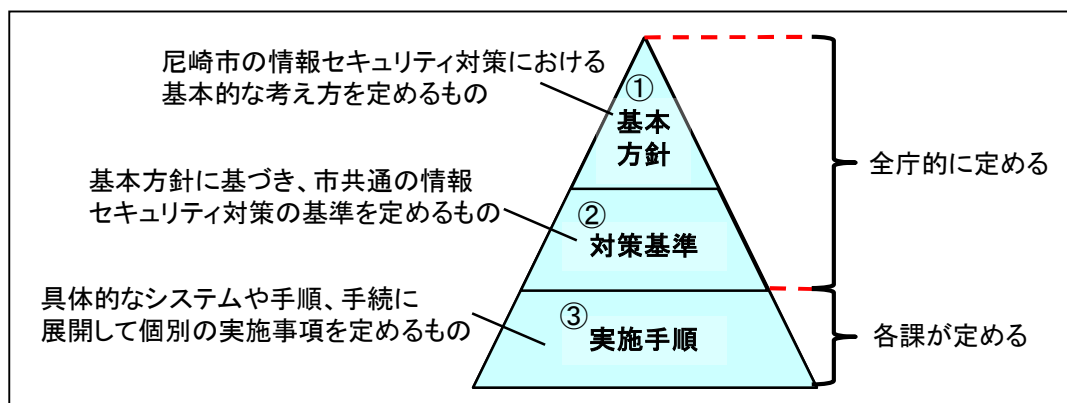 尼崎市の情報セキュリティ対策における
基本的な考え方を定めるもの
①
基本
方針
全庁的に定める
基本方針に基づき、市共通の情報
セキュリティ対策の基準を定めるもの
②
対策基準
具体的なシステムや手順、手続に
展開して個別の実施事項を定めるもの
③
実施手順
各課が定める